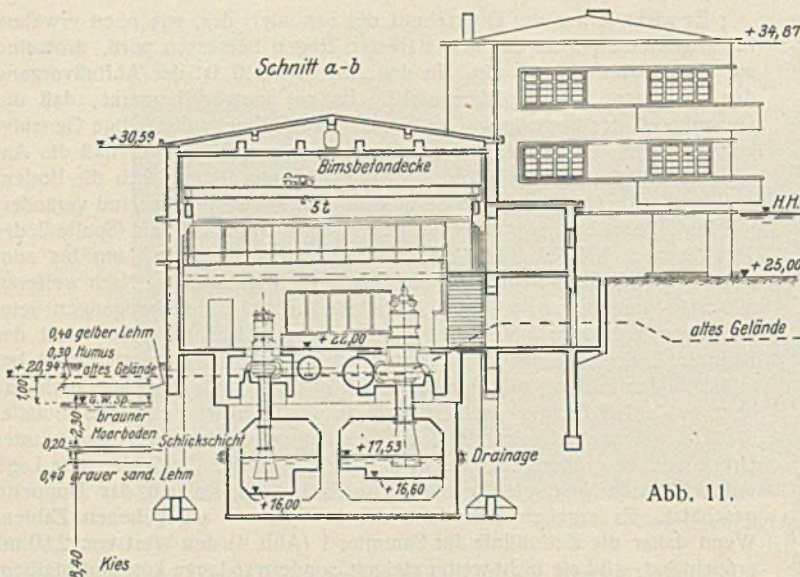 +34,87
Schnitt a-b
+30,59
Bimsbetondecke
5t
H.H.
+25,00
0,40 gelber Lehm
0,30 Humus
+20,94 altes Gelände
+22,00
altes Gelände
1,00
G.W.Sp.
brauner
Moorboden
2,30
0,20 Schlickschicht
+17,53
Drainage
0,40 grauer sand. Lehm
+16,60
+16,00
Abb. 11.
8,40
Kies